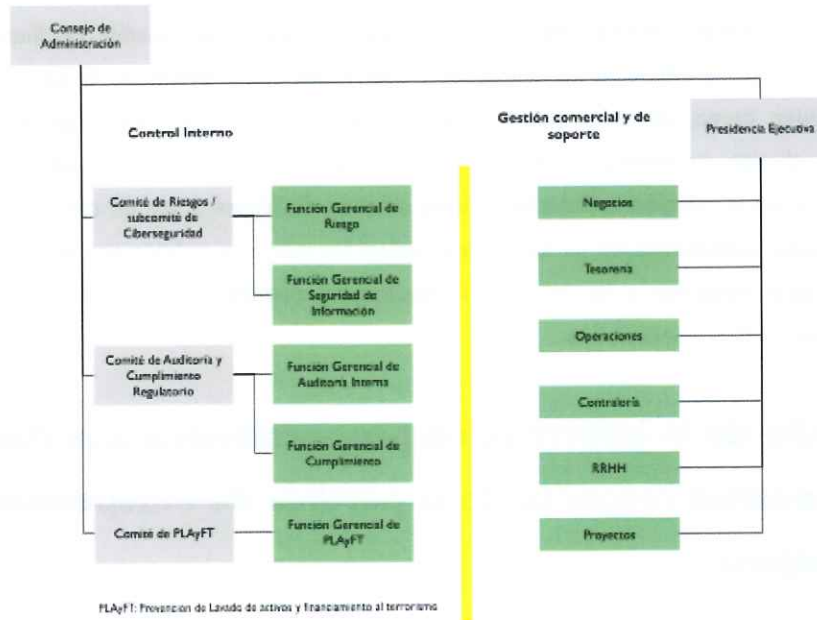 Consejo de
Administración
Control Interno
Gestión comercial y de
soporte
Presidencia Ejecutiva
Comité de Riesgos /
subcomité de
Ciberseguridad
Función Gerencial de
Riesgo
Función Gerencial de
Seguridad de
Información
Comité de Auditoría y
Cumplimiento
Regulatorio
Función Gerencial de
Auditoria Interna
Función Gerencial de
Cumplimiento
Comité de PLAyFT
Función Gerencial de
PLAyFT
Negocios
Tesorería
Operaciones
Contraloría
RRHH
Proyectos
PLAyFT: Prevención de Lavado de activos y financiamiento al terrorismo